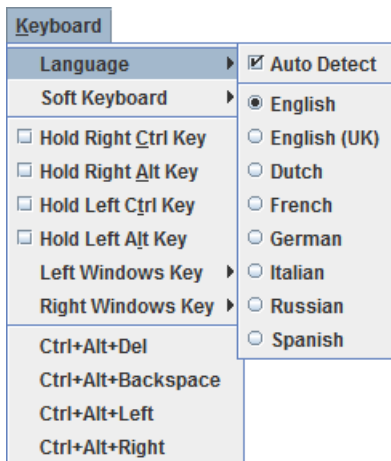 Keyboard
Language
Soft Keyboard
Hold Right Ctrl Key
Hold Right Alt Key
Hold Left Ctrl Key
Hold Left Alt Key
Left Windows Key
Right Windows Key
Ctrl+Alt+Del
Ctrl+Alt+Backspace
Ctrl+Alt+Left
Ctrl+Alt+Right
Auto Detect
English
English (UK)
Dutch
French
German
Italian
Russian
Spanish